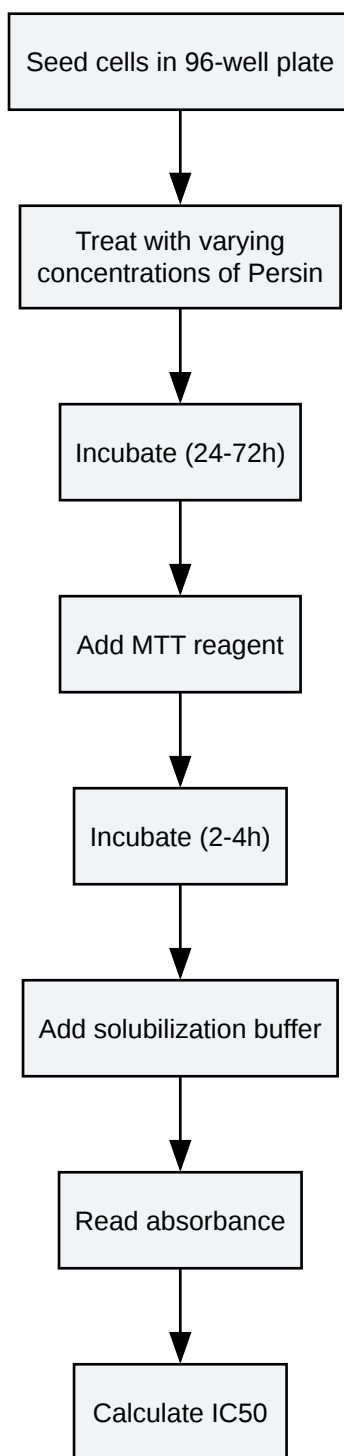 Seed cells in 96-well plate
Treat with varying
concentrations of Persin
Incubate (24-72h)
Add MTT reagent
Incubate (2-4h)
Add solubilization buffer
Read absorbance
Calculate IC50